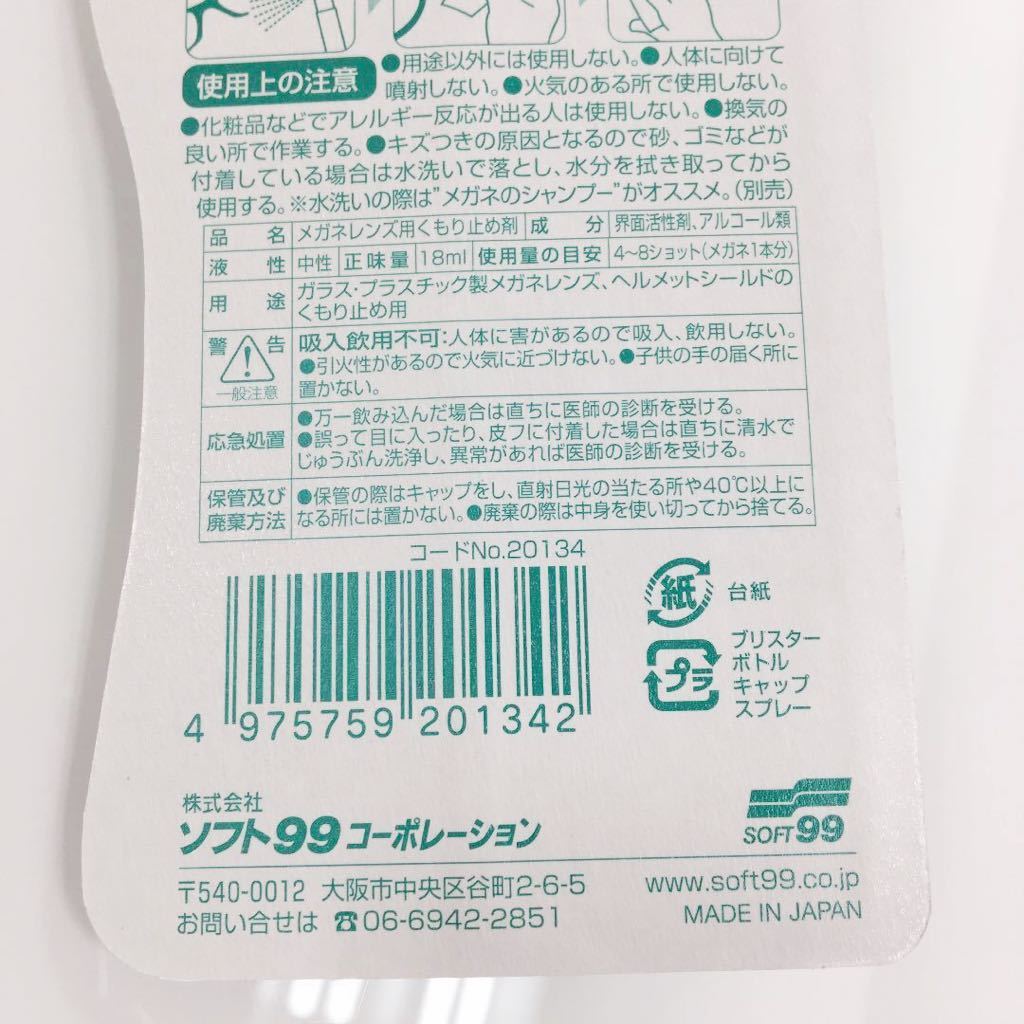 使用上の注意 ●用途以外には使用しない。●人体に向けて
噴射しない。●火気のある所で使用しない。
●化粧品などでアレルギー反応が出る人は使用しない。●換気の
良い所で作業する。●キズつきの原因となるので砂、ゴミなどが
付着している場合は水洗いで落とし、水分を拭き取ってから
使用する。※水洗いの際は"メガネのシャンプー"がオススメ。(別売)
品名 メガネレンズ用くもり止め剤 成分 界面活性剤、アルコール類
液性 中性 正味量 18ml 使用量の目安 4〜8ショット(メガネ1本分)
用途 ガラス・プラスチック製メガネレンズ、ヘルメットシールドの
くもり止め用
警告 吸入飲用不可:人体に害があるので吸入、飲用しない。
●引火性があるので火気に近づけない。●子供の手の届く所に
一般注意 置かない。
応急処置 ●万一飲み込んだ場合は直ちに医師の診断を受ける。
●誤って目に入ったり、皮フに付着した場合は直ちに清水で
じゅうぶん洗浄し、異常があれば医師の診断を受ける。
保管及び ●保管の際はキャップをし、直射日光の当たる所や40℃以上に
廃棄方法 なる所には置かない。●廃棄の際は中身を使い切ってから捨てる。
コードNo.20134
4 975759 201342
紙 台紙
プラ ブリスター
ボトル
キャップ
スプレー
株式会社
ソフト99コーポレーション
SOFT99
〒540-0012 大阪市中央区谷町2-6-5
お問い合せは ☎06-6942-2851
www.soft99.co.jp
MADE IN JAPAN